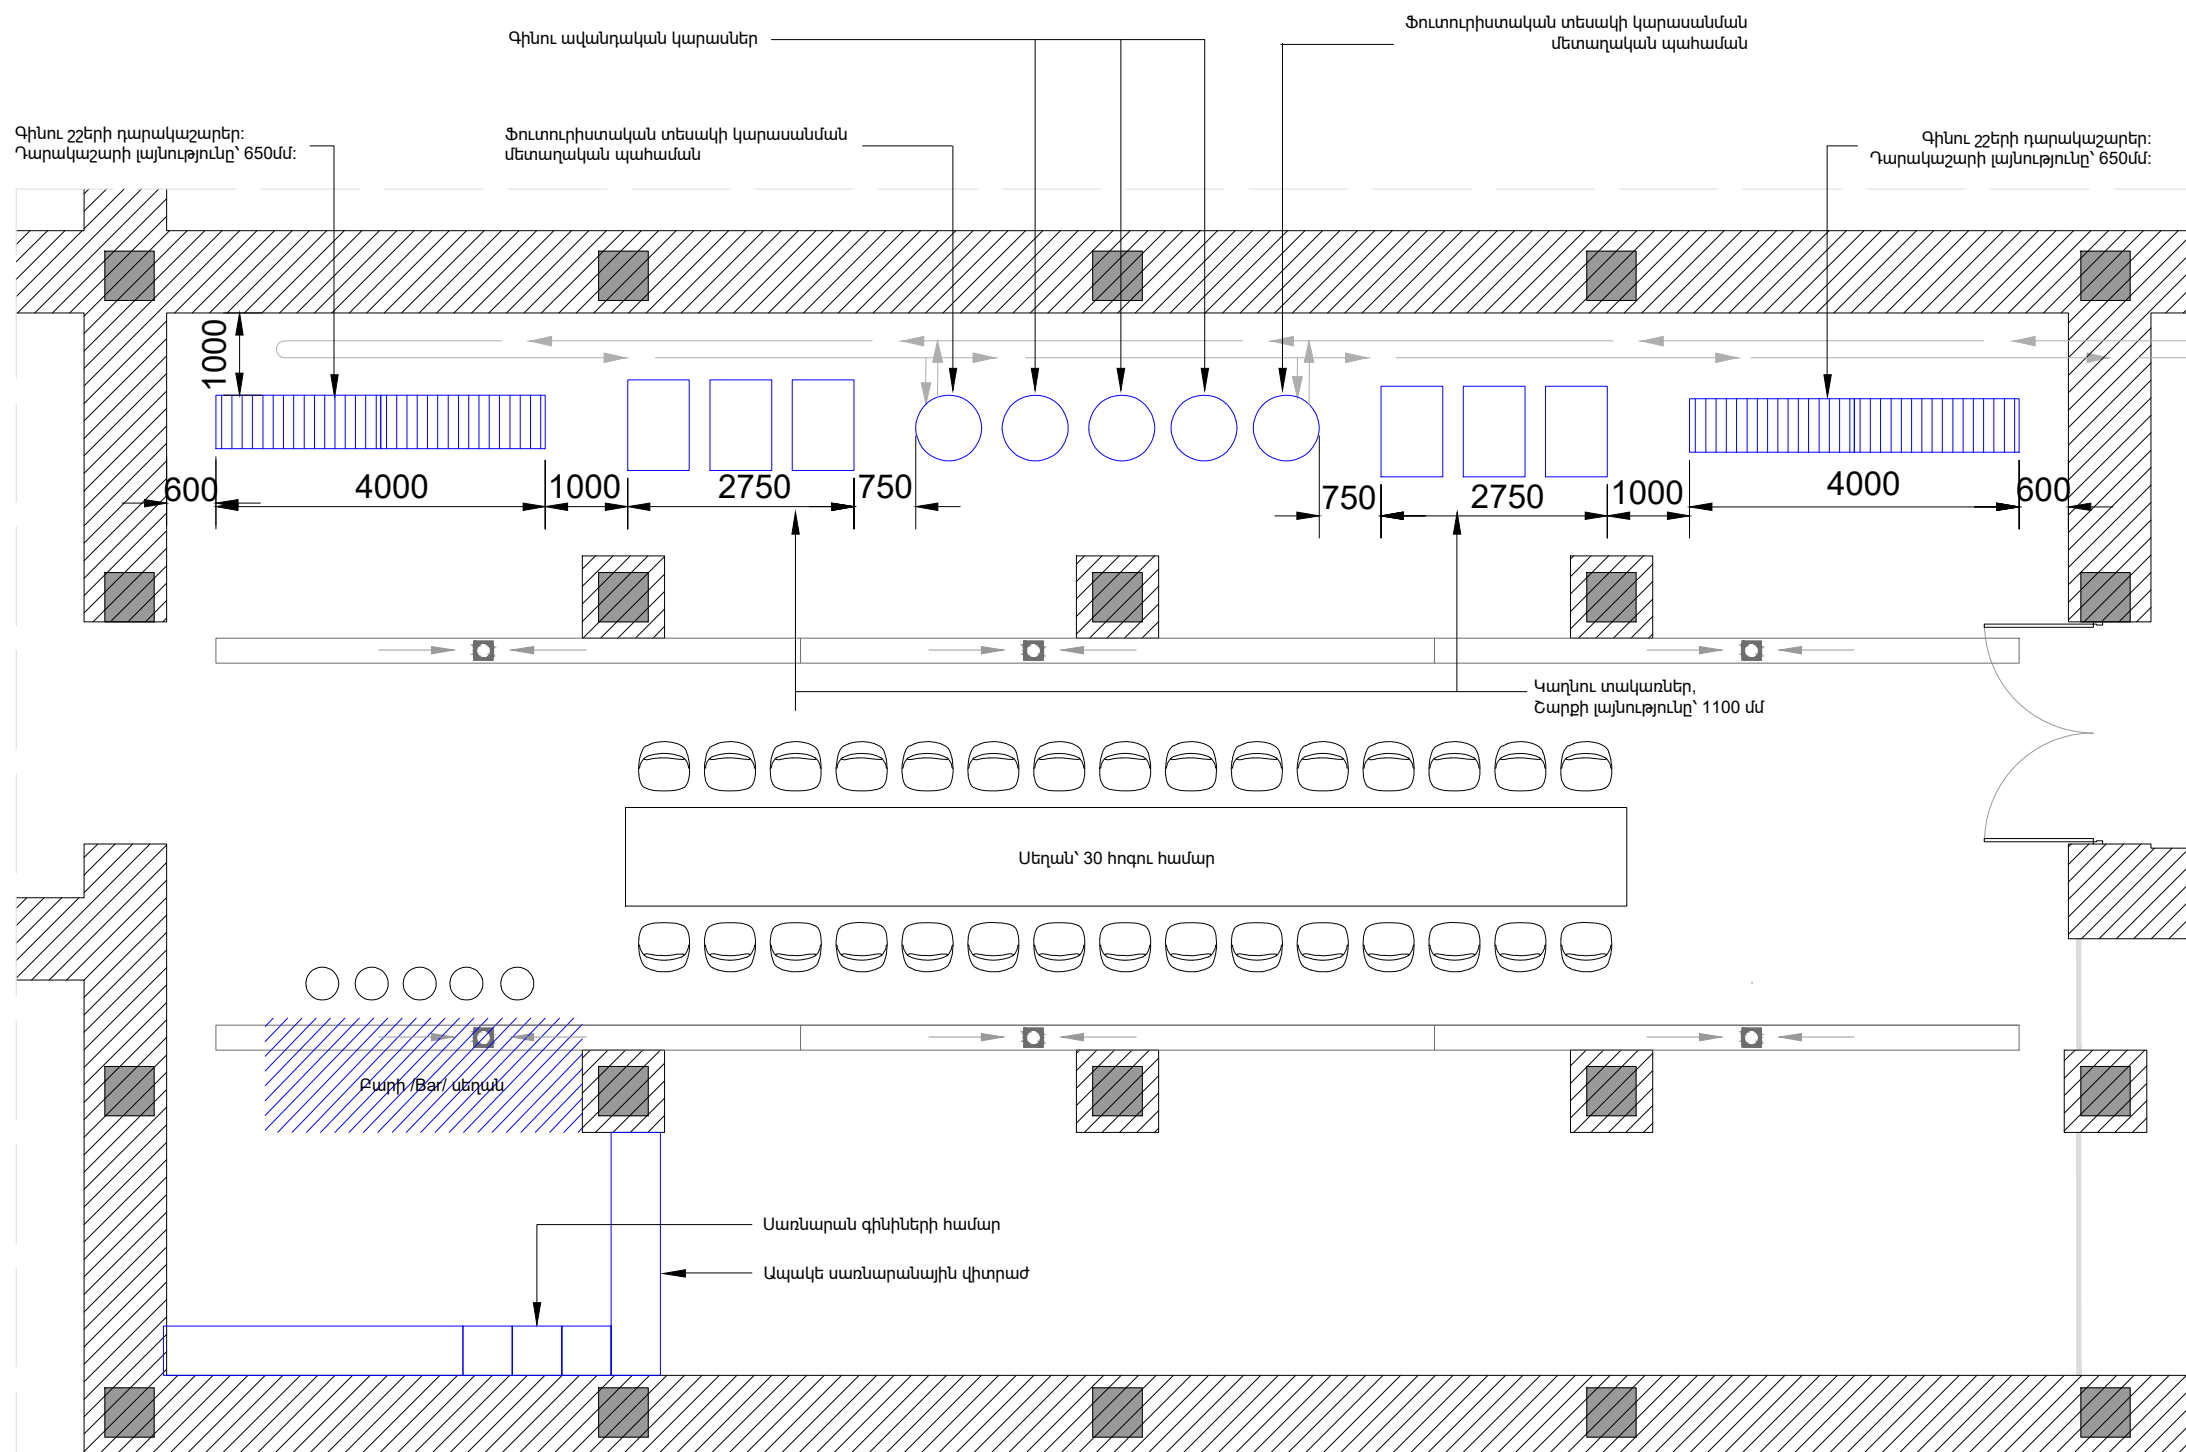 Ֆուտուրիստական տեսակի կարասանման
մետաղական պահաման
Գինու ավանդական կարասներ
Գինու շշերի դարակաշարեր:
Դարակաշարի լայնությունը՝ 650մմ:
Ֆուտուրիստական տեսակի կարասանման
մետաղական պահաման
Գինու շշերի դարակաշարեր:
Դարակաշարի լայնությունը՝ 650մմ:
1000
600
4000
1000
2750
750
750
2750
1000
4000
600
Կաղնու տակառներ,
Շարքի լայնությունը՝ 1100 մմ
Սեղան՝ 30 հոգու համար
Բարի /Bar/ սեղան
Սառնարան գինիների համար
Ապակե սառնարանային վիտրաժ